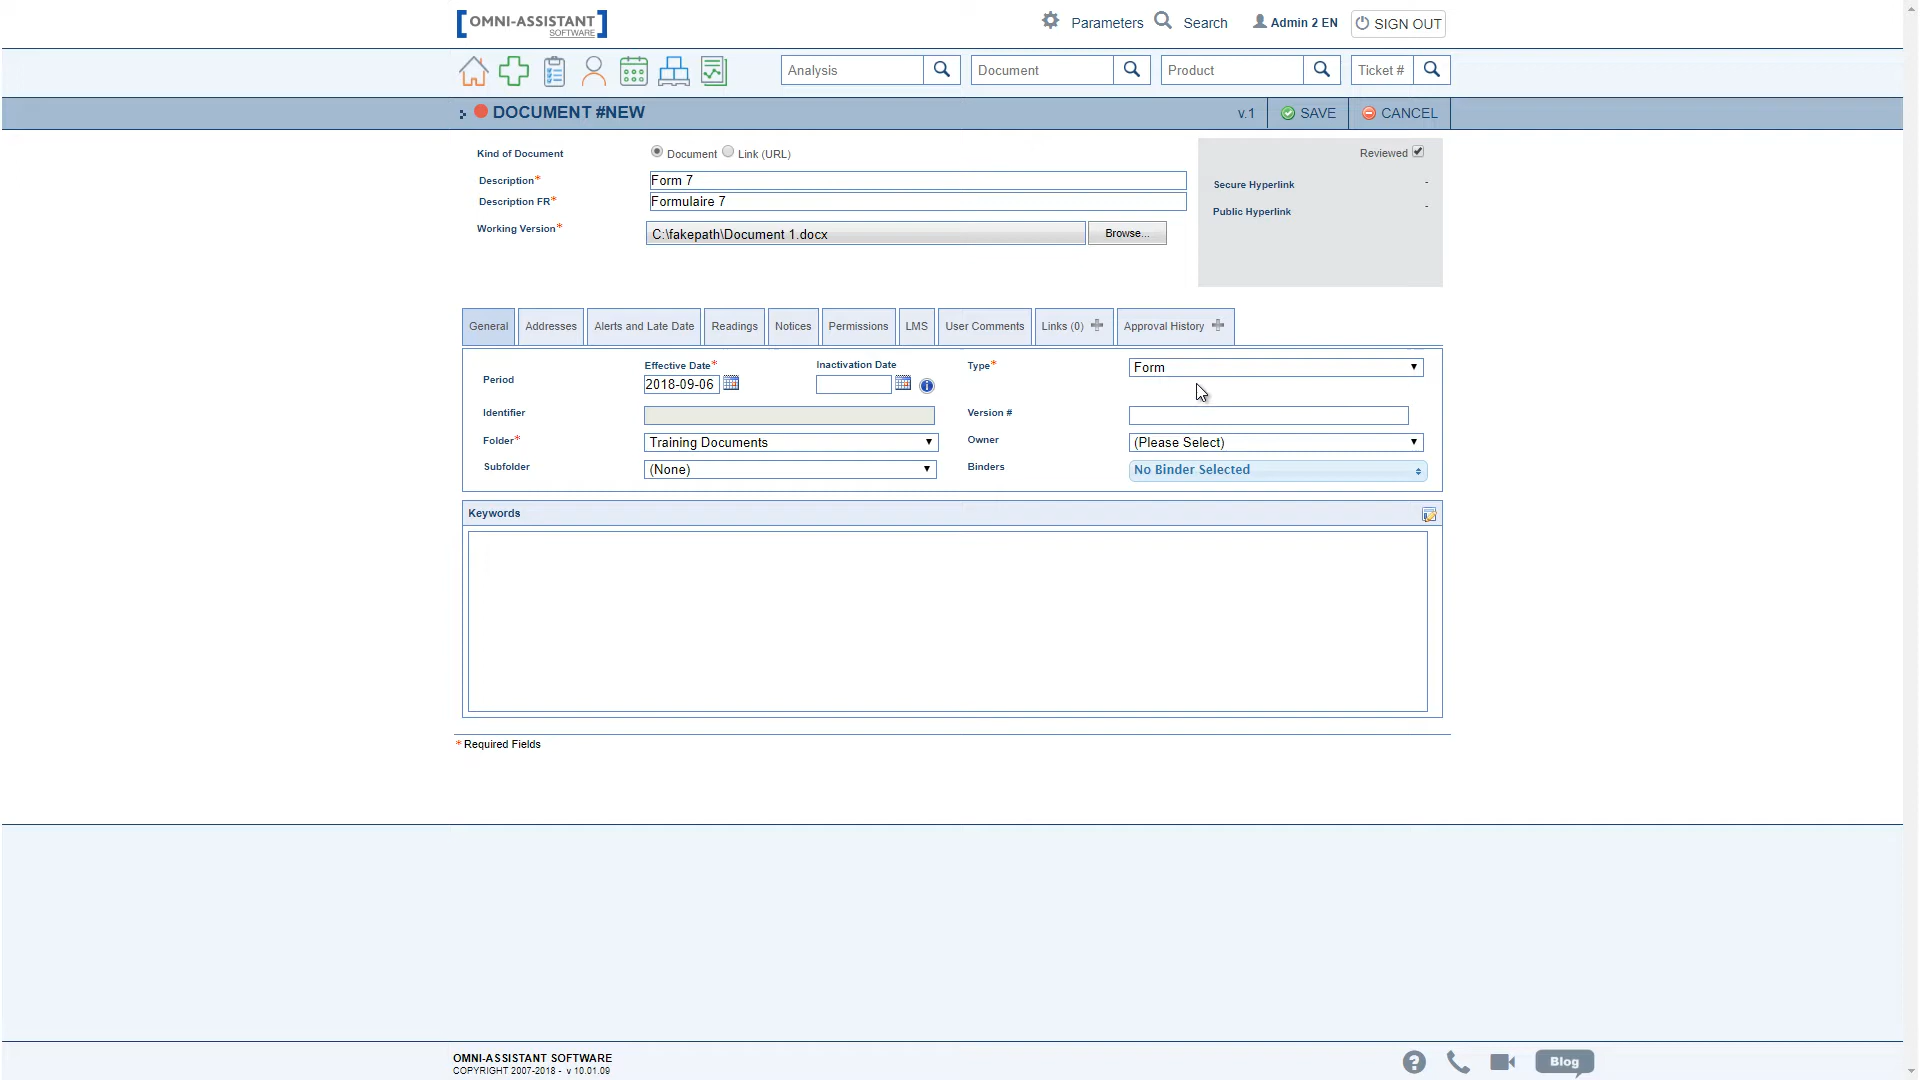 OMNI-ASSISTANT
SOFTWARE
Parameters Search Admin 2 EN SIGN OUT
Analysis Document Product Ticket #
DOCUMENT #NEW v.1 SAVE CANCEL
Kind of Document Document Link (URL) Reviewed
Description* Form 7 Secure Hyperlink -
Description FR* Formulaire 7 Public Hyperlink -
Working Version* C:\fakepath\Document 1.docx Browse...
General Addresses Alerts and Late Date Readings Notices Permissions LMS User Comments Links (0) Approval History
Effective Date* Inactivation Date Type* Form
Period 2018-09-06
Identifier Version #
Folder* Training Documents Owner (Please Select)
Subfolder (None) Binders No Binder Selected
Keywords
* Required Fields
OMNI-ASSISTANT SOFTWARE
COPYRIGHT 2007-2018 - v 10.01.09
Blog